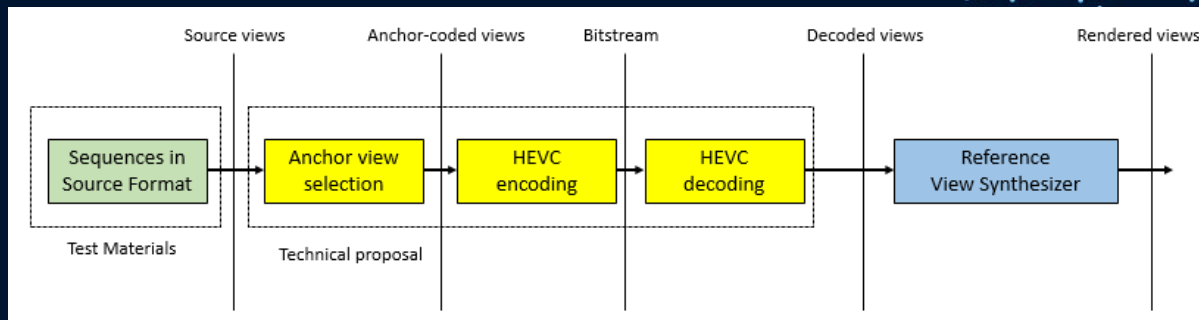 Source views
Anchor-coded views
Bitstream
Decoded views
Rendered views
Sequences in
Source Format
Anchor view
selection
HEVC
encoding
HEVC
decoding
Reference
View Synthesizer
Test Materials
Technical proposal